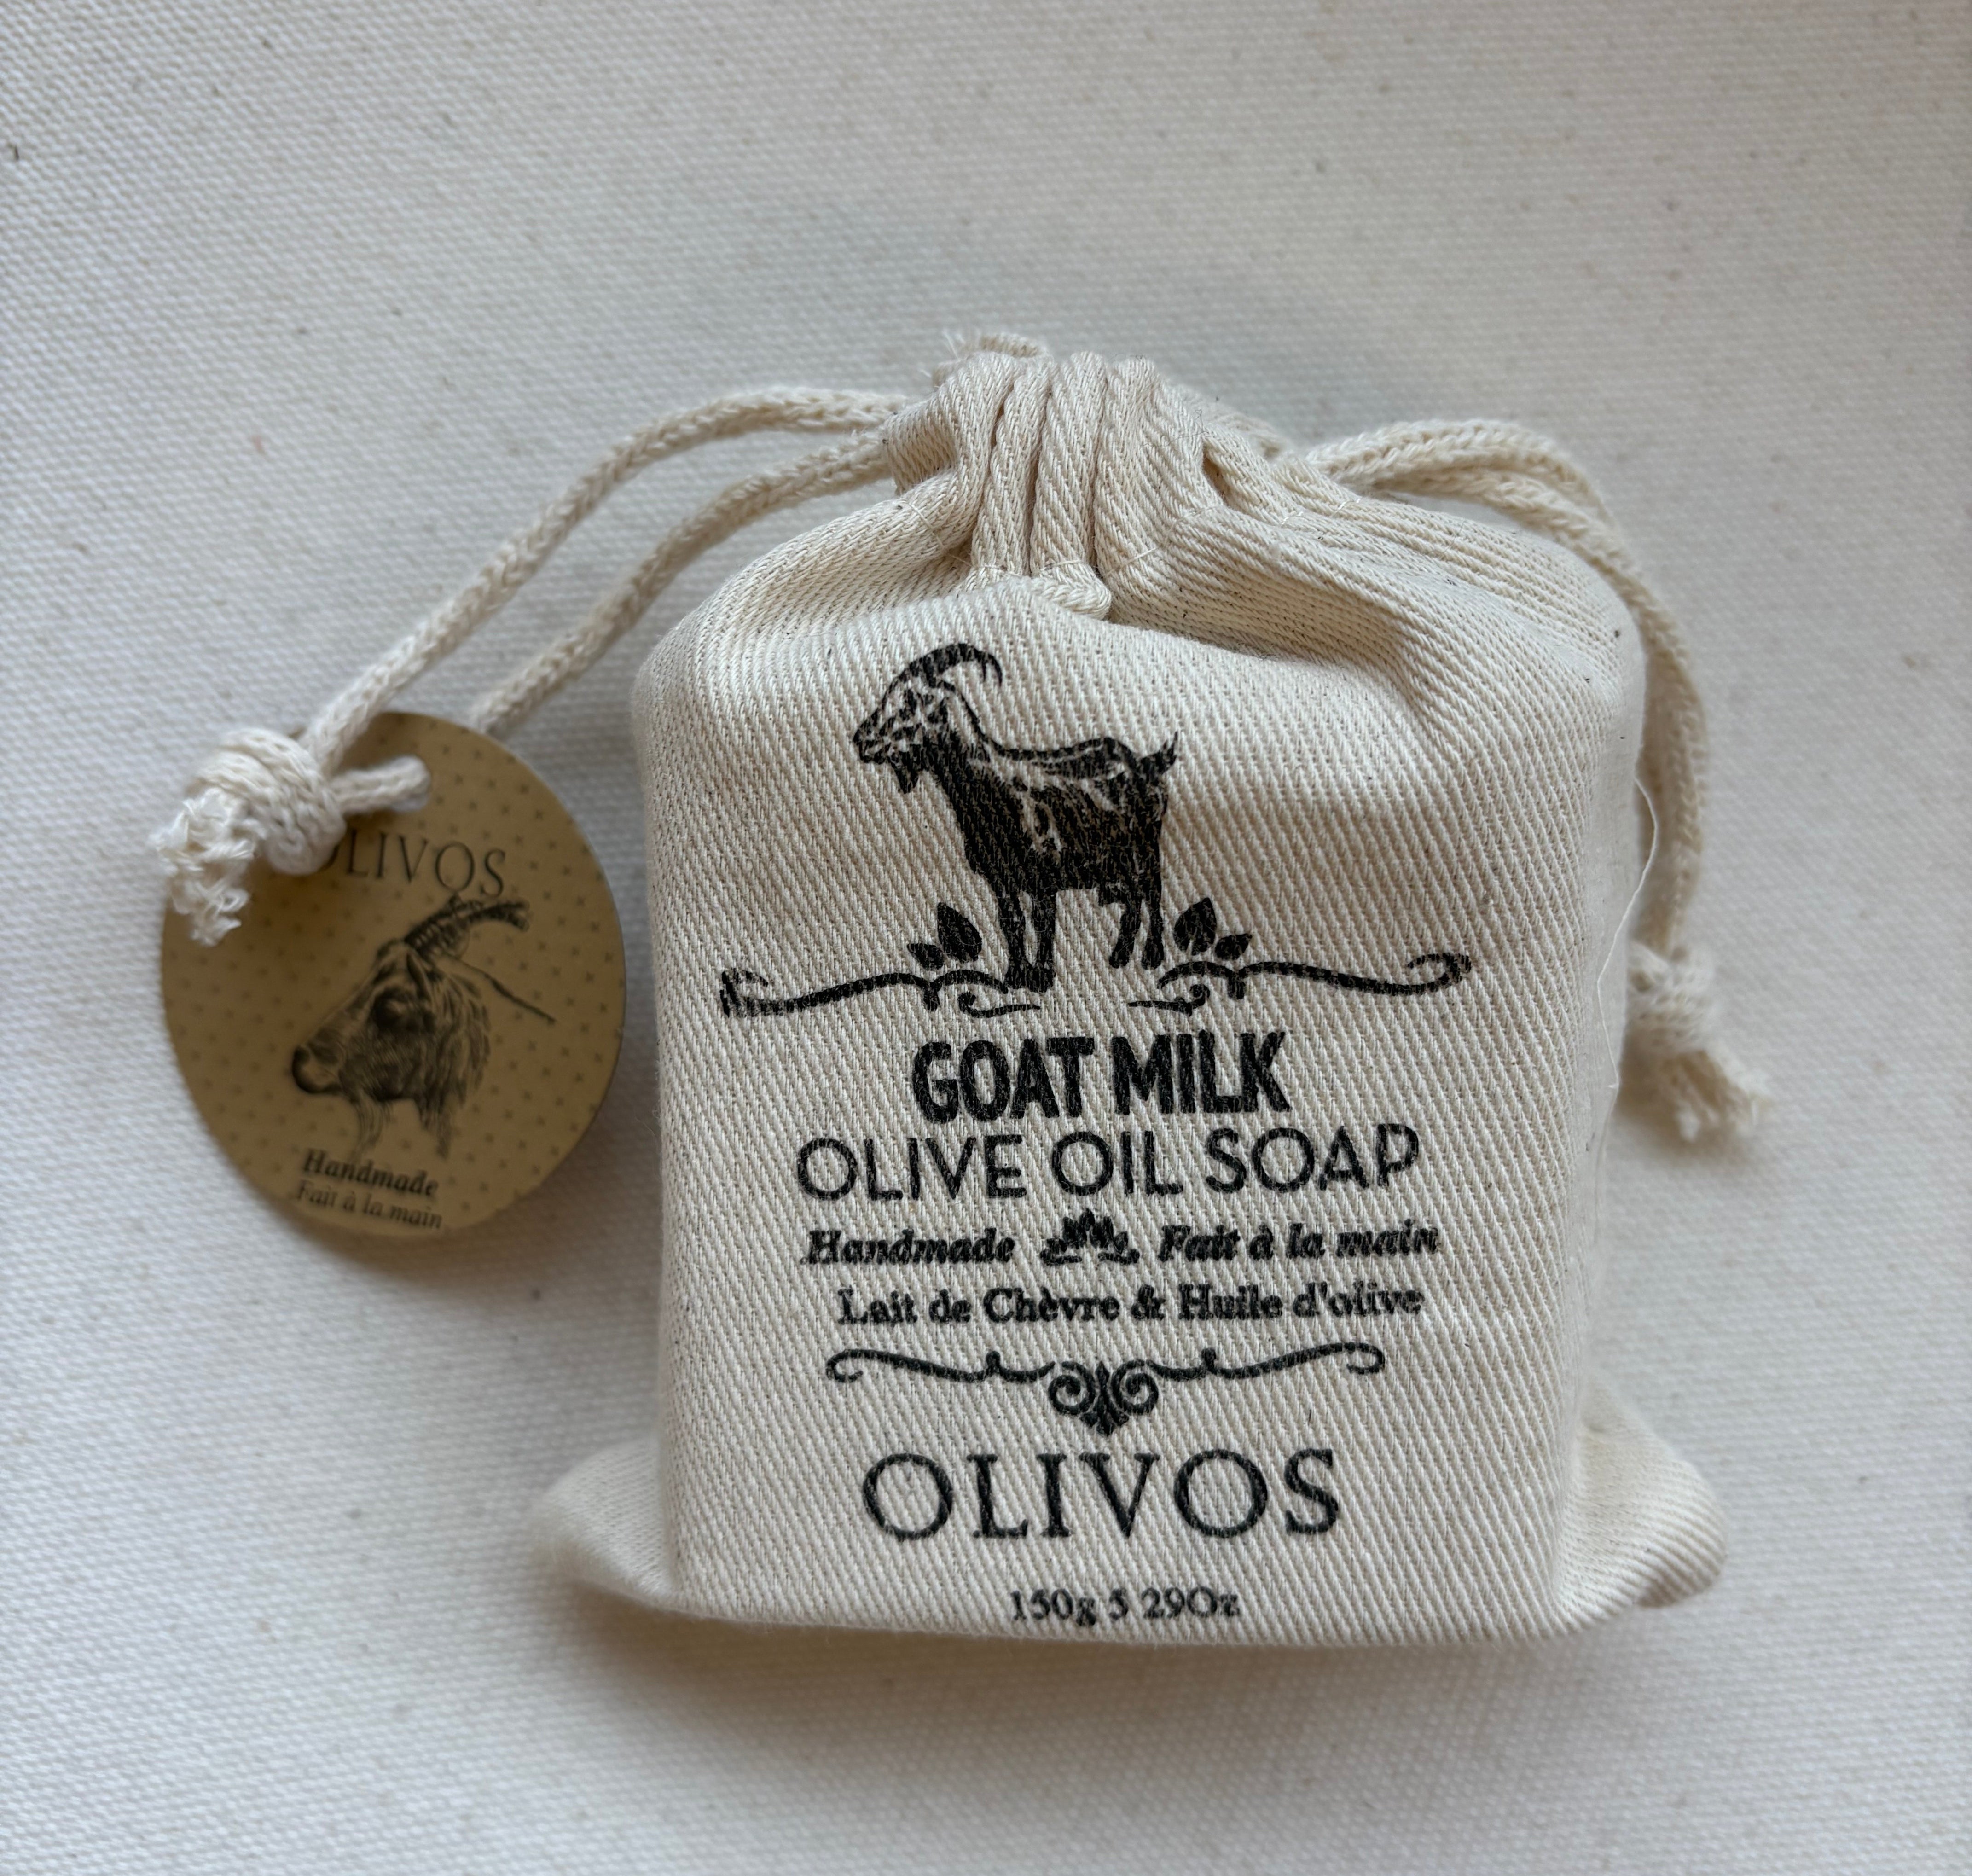 OLIVOS
Handmade
Fait à la main
GOAT MILK
OLIVE OIL SOAP
Handmade Fait à la main
Lait de Chèvre & Huile d'olive
OLIVOS
150g 5 29Oz